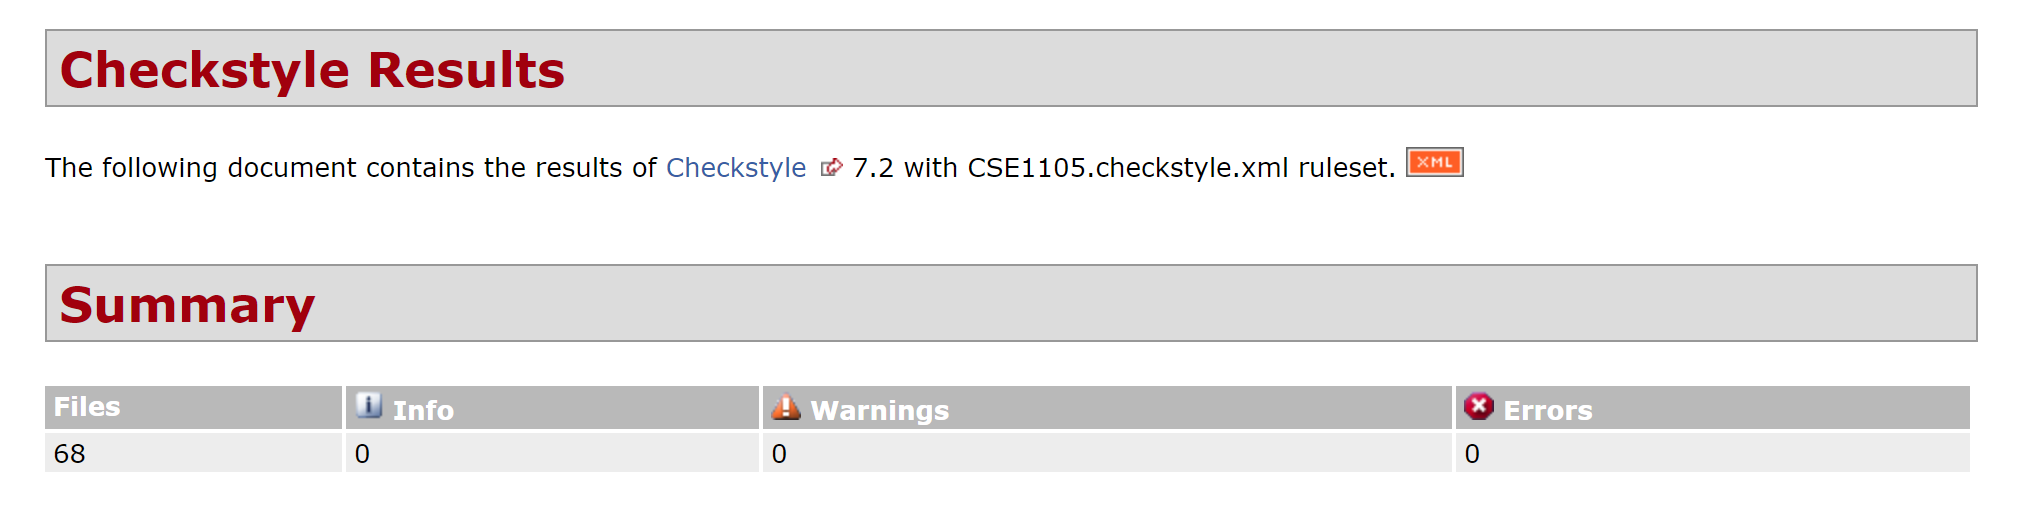 Checkstyle Results
The following document contains the results of Checkstyle 7.2 with CSE1105.checkstyle.xml ruleset. XML
Summary
Files Info Warnings Errors
68 0 0 0